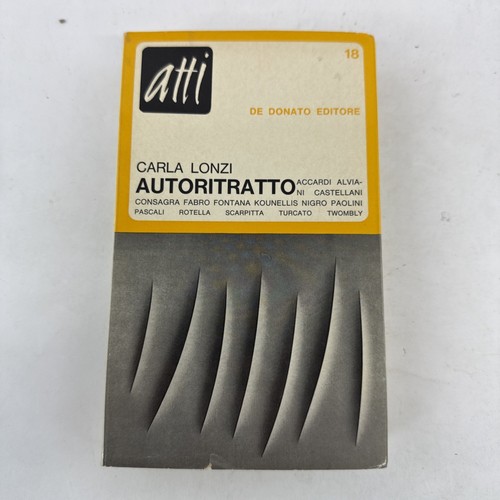 atti
18
DE DONATO EDITORE
CARLA LONZI
AUTORITRATTO ACCARDI ALVIA-
NI CASTELLANI
CONSAGRA FABRO FONTANA KOUNELLIS NIGRO PAOLINI
PASCALI ROTELLA SCARPITTA TURCATO TWOMBLY